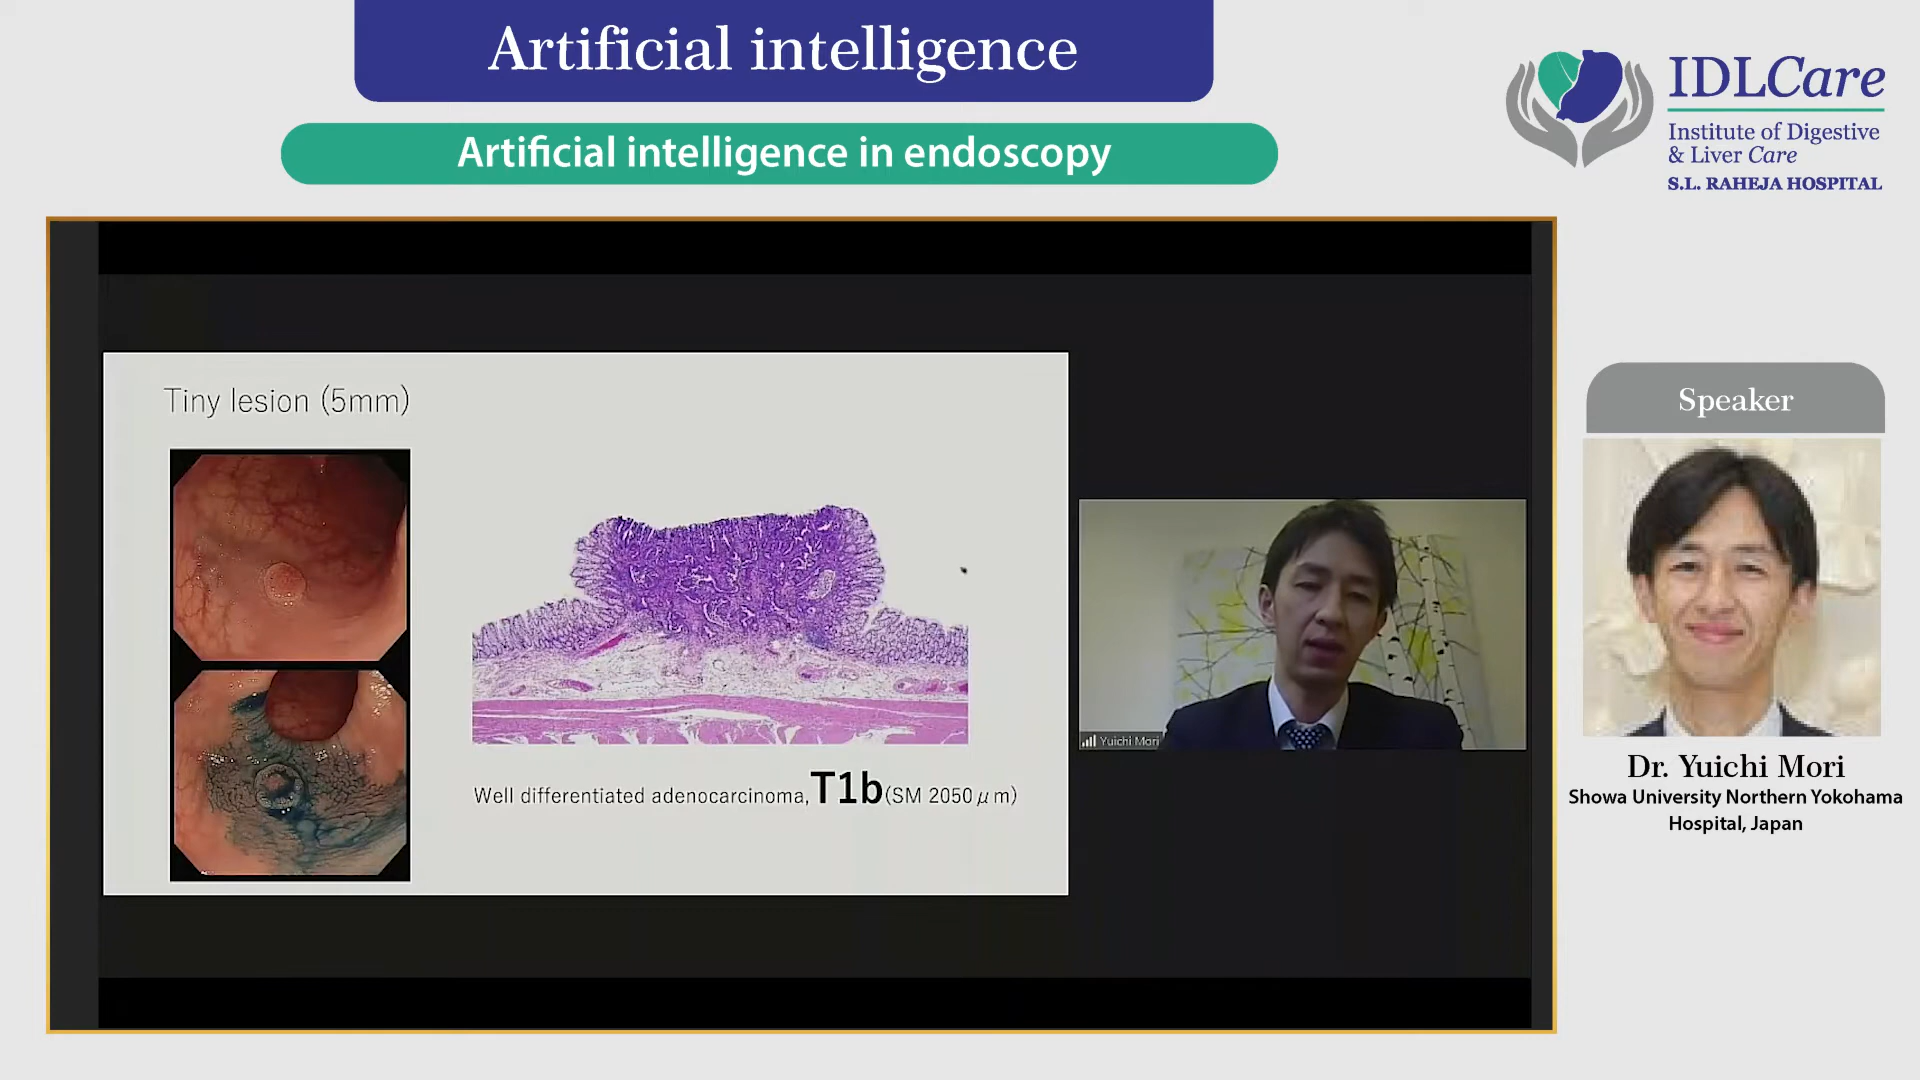 Artificial intelligence
Artificial intelligence in endoscopy
IDLCare
Institute of Digestive
& Liver Care
S.L. RAHEJA HOSPITAL
Tiny lesion (5mm)
Well differentiated adenocarcinoma, T1b (SM 2050μm)
Yuichi Mori
Speaker
Dr. Yuichi Mori
Showa University Northern Yokohama
Hospital, Japan